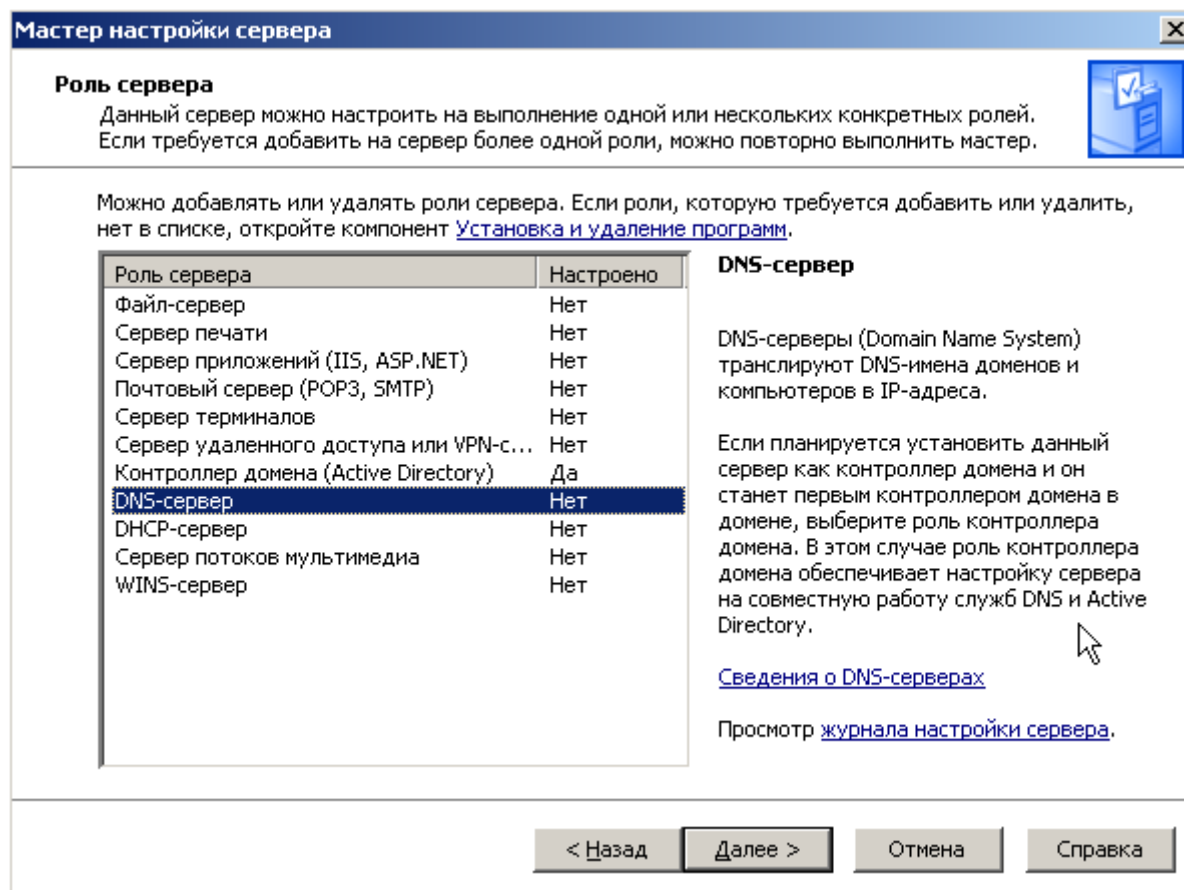 Мастер настройки сервера
Роль сервера
Данный сервер можно настроить на выполнение одной или нескольких конкретных ролей.
Если требуется добавить на сервер более одной роли, можно повторно выполнить мастер.
Можно добавлять или удалять роли сервера. Если роли, которую требуется добавить или удалить,
нет в списке, откройте компонент Установка и удаление программ.
Роль сервера Настроено
Файл-сервер Нет
Сервер печати Нет
Сервер приложений (IIS, ASP.NET) Нет
Почтовый сервер (POP3, SMTP) Нет
Сервер терминалов Нет
Сервер удаленного доступа или VPN-с... Нет
Контроллер домена (Active Directory) Да
DNS-сервер Нет
DHCP-сервер Нет
Сервер потоков мультимедиа Нет
WINS-сервер Нет
DNS-сервер
DNS-серверы (Domain Name System)
транслируют DNS-имена доменов и
компьютеров в IP-адреса.
Если планируется установить данный
сервер как контроллер домена и он
станет первым контроллером домена в
домене, выберите роль контроллера
домена. В этом случае роль контроллера
домена обеспечивает настройку сервера
на совместную работу служб DNS и Active
Directory.
Сведения о DNS-серверах
Просмотр журнала настройки сервера.
< Назад Далее > Отмена Справка